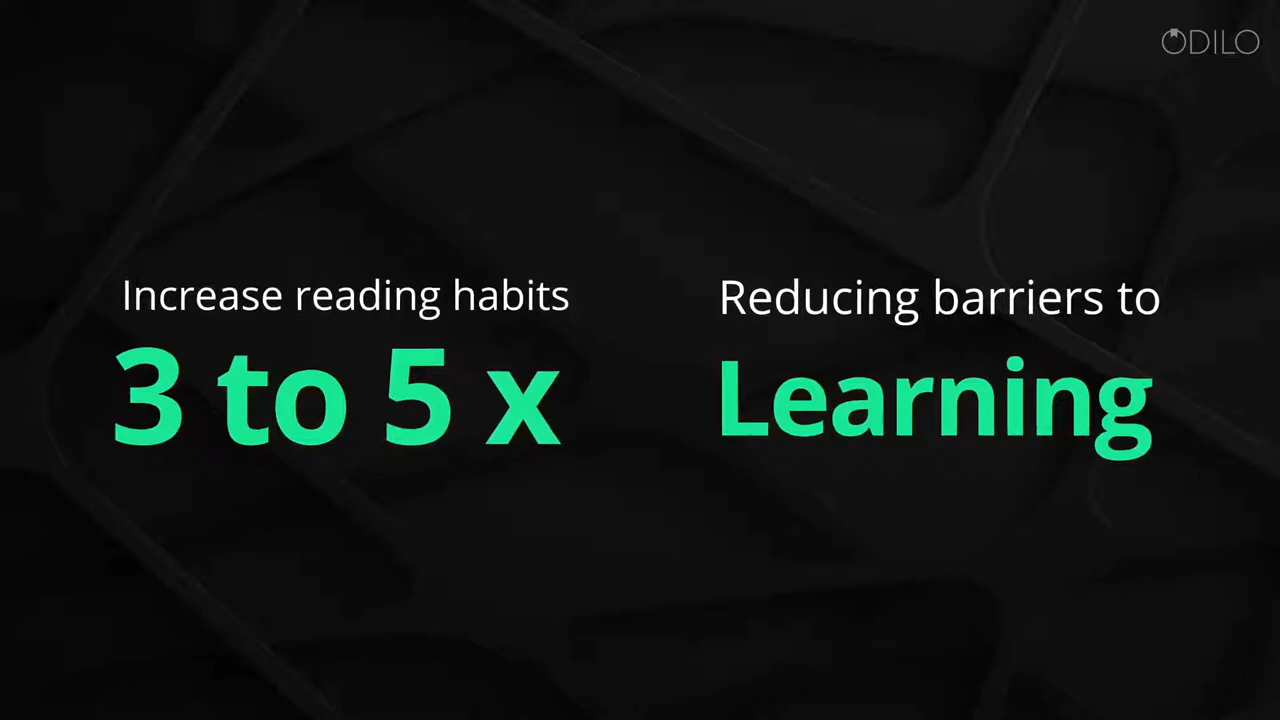 ODILO
Increase reading habits
3 to 5 x
Reducing barriers to
Learning